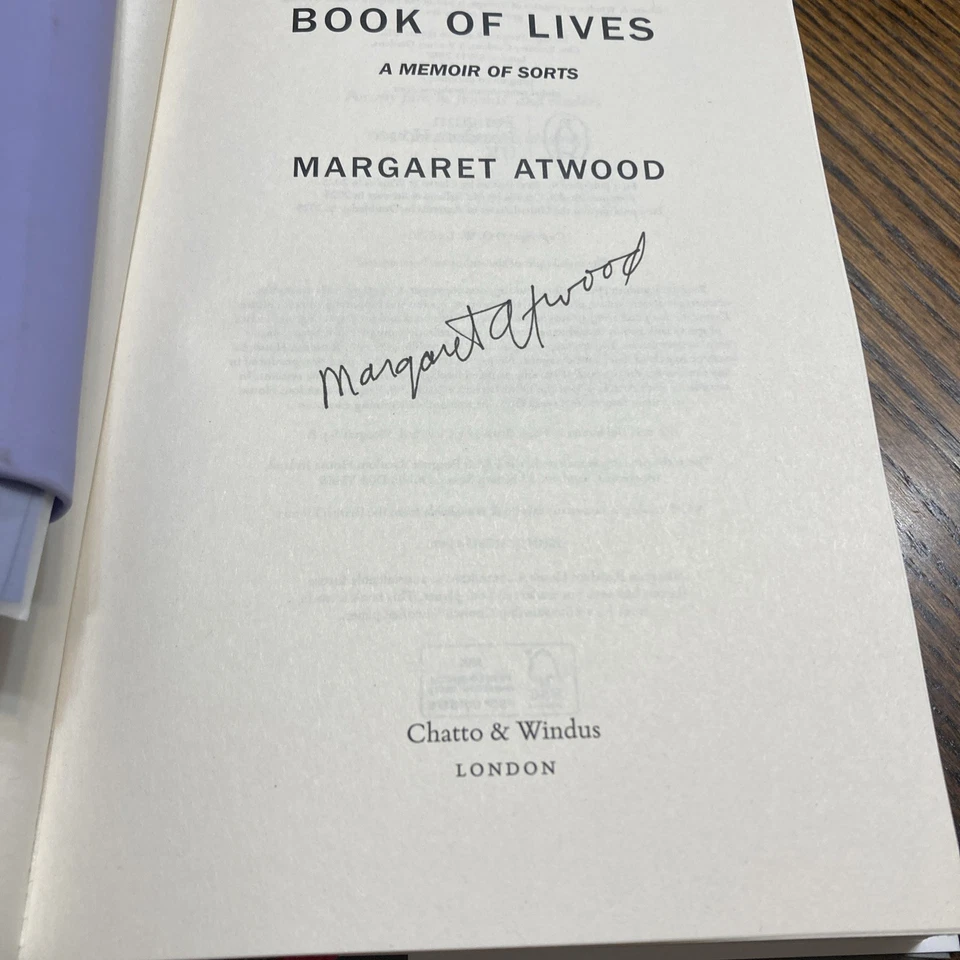 BOOK OF LIVES
A MEMOIR OF SORTS
MARGARET ATWOOD
Margaret Atwood
Chatto & Windus
LONDON